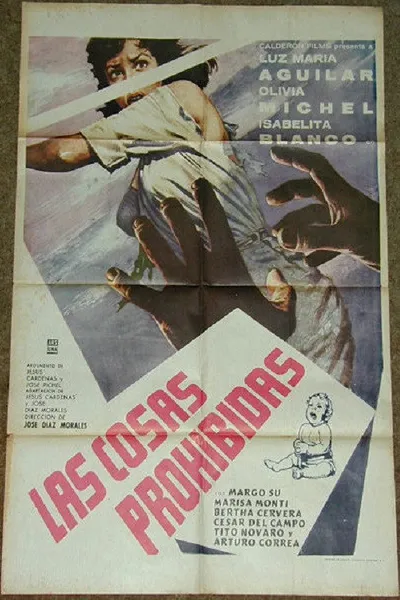 CALDERON FILMS presenta a
LUZ MARIA
AGUILAR
OLIVIA
MICHEL
ISABELITA
BLANCO
ARGUMENTO DE
JESUS
CARDENAS y
JOSE PICHEL
ADAPTACION DE
JESUS CARDENAS y
JOSE
DIAZ MORALES
DIRECCION DE
JOSE DIAZ MORALES
LAS COSAS
PROHIBIDAS
con MARGO SU
MARISA MONTI
BERTHA CERVERA
CESAR DEL CAMPO
TITO NOVARO y
ARTURO CORREA